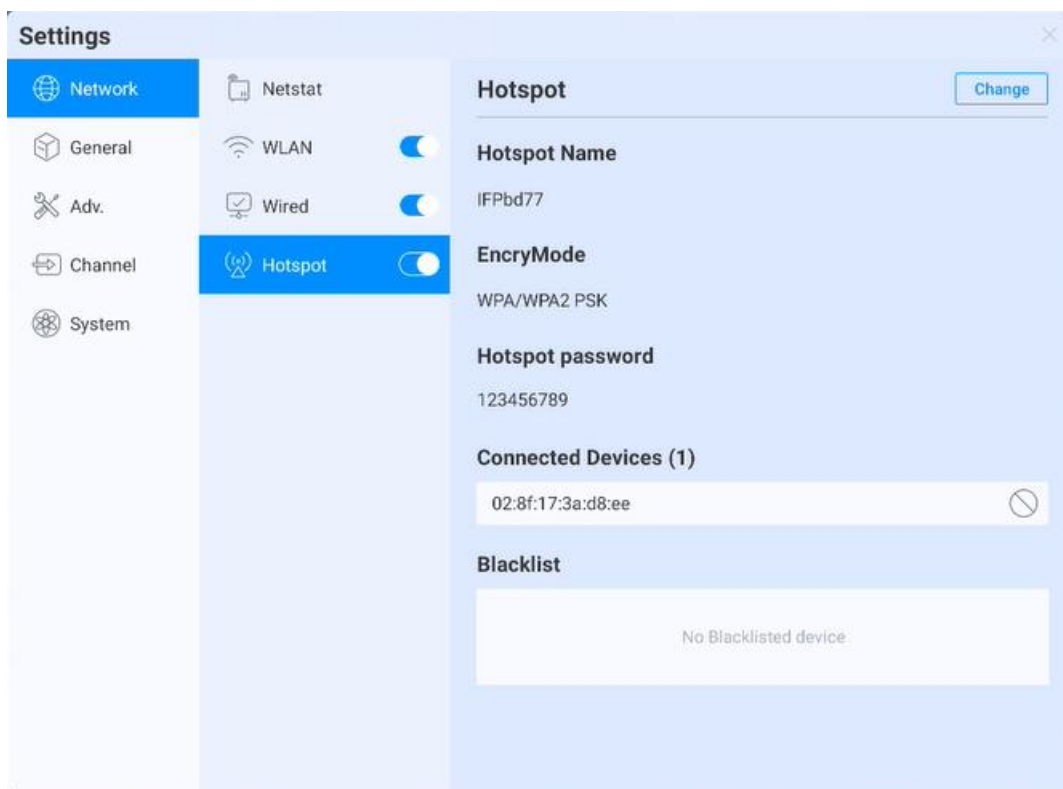 Settings
Network
General
Adv.
Channel
System
Netstat
WLAN
Wired
Hotspot
Hotspot
Change
Hotspot Name
IFPbd77
EncryMode
WPA/WPA2 PSK
Hotspot password
123456789
Connected Devices (1)
02:8f:17:3a:d8:ee
Blacklist
No Blacklisted device